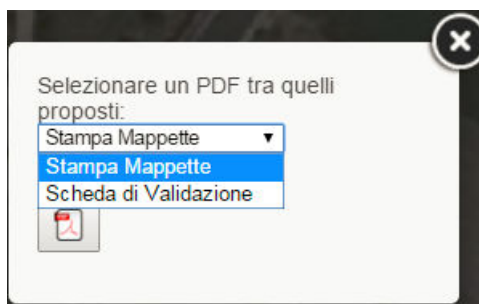 Selezionare un PDF tra quelli
proposti:
Stampa Mappette
Stampa Mappette
Scheda di Validazione